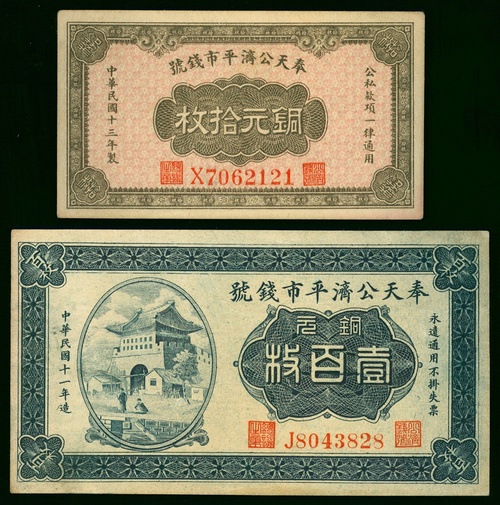 號錢市平濟公天奉
中華民國十三年製
枚拾元銅
公私款項一律通用
X7062121
號錢市平濟公天奉
中華民國十一年造
元銅
枚百壹
永遠通用不掛失票
J8043828